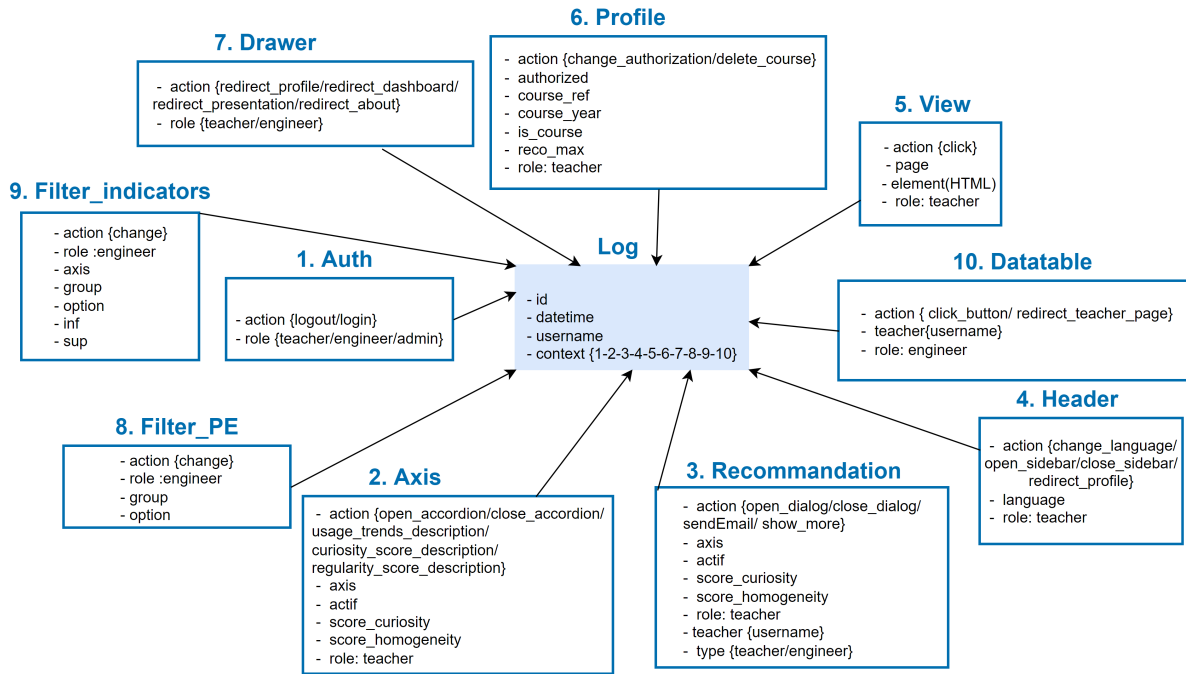 6. Profile
- action {change_authorization/delete_course}
- authorized
- course_ref
- course_year
- is_course
- reco_max
- role: teacher
7. Drawer
- action {redirect_profile/redirect_dashboard/
redirect_presentation/redirect_about}
- role {teacher/engineer}
5. View
- action {click}
- page
- element(HTML)
- role: teacher
9. Filter_indicators
- action {change}
- role :engineer
- axis
- group
- option
- inf
- sup
1. Auth
- action {logout/login}
- role {teacher/engineer/admin}
Log
- id
- datetime
- username
- context {1-2-3-4-5-6-7-8-9-10}
10. Datatable
- action { click_button/ redirect_teacher_page}
- teacher{username}
- role: engineer
8. Filter_PE
- action {change}
- role :engineer
- group
- option
2. Axis
- action {open_accordion/close_accordion/
usage_trends_description/
curiosity_score_description/
regularity_score_description}
- axis
- actif
- score_curiosity
- score_homogeneity
- role: teacher
3. Recommandation
- action {open_dialog/close_dialog/
sendEmail/ show_more}
- axis
- actif
- score_curiosity
- score_homogeneity
- role: teacher
- teacher {username}
- type {teacher/engineer}
4. Header
- action {change_language/
open_sidebar/close_sidebar/
redirect_profile}
- language
- role: teacher